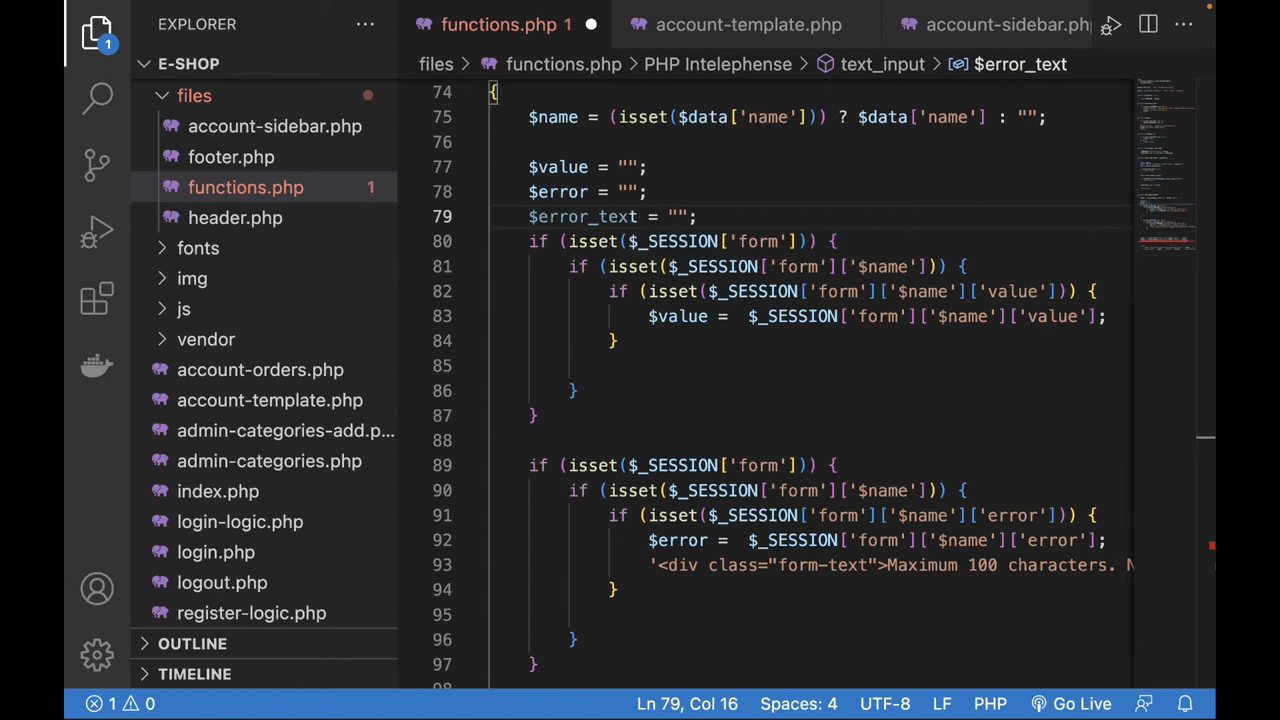 EXPLORER
functions.php 1
account-template.php
account-sidebar.ph
1
E-SHOP
files > functions.php > PHP Intelephense > text_input > $error_text
files
account-sidebar.php
footer.php
functions.php 1
header.php
fonts
img
js
vendor
account-orders.php
account-template.php
admin-categories-add.p...
admin-categories.php
index.php
login-logic.php
login.php
logout.php
register-logic.php
OUTLINE
TIMELINE
74 {
75 $name = (isset($data['name'])) ? $data['name'] : "";
76
77 $value = "";
78 $error = "";
79 $error_text = "";
80 if (isset($_SESSION['form'])) {
81 if (isset($_SESSION['form']['$name'])) {
82 if (isset($_SESSION['form']['$name']['value'])) {
83 $value =  $_SESSION['form']['$name']['value'];
84 }
85
86 }
87 }
88
89 if (isset($_SESSION['form'])) {
90 if (isset($_SESSION['form']['$name'])) {
91 if (isset($_SESSION['form']['$name']['error'])) {
92 $error =  $_SESSION['form']['$name']['error'];
93 '<div class="form-text">Maximum 100 characters.
94 }
95
96 }
97 }
1 0
Ln 79, Col 16
Spaces: 4
UTF-8
LF
PHP
Go Live